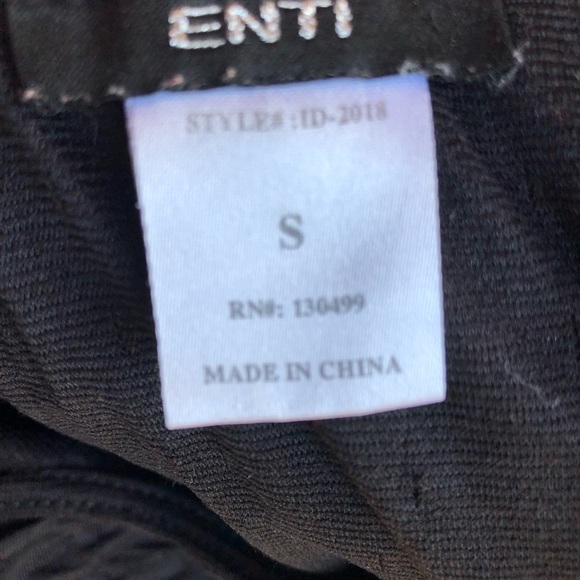 ENTI
STYLE# :ID-2018
S
RN#: 130499
MADE IN CHINA